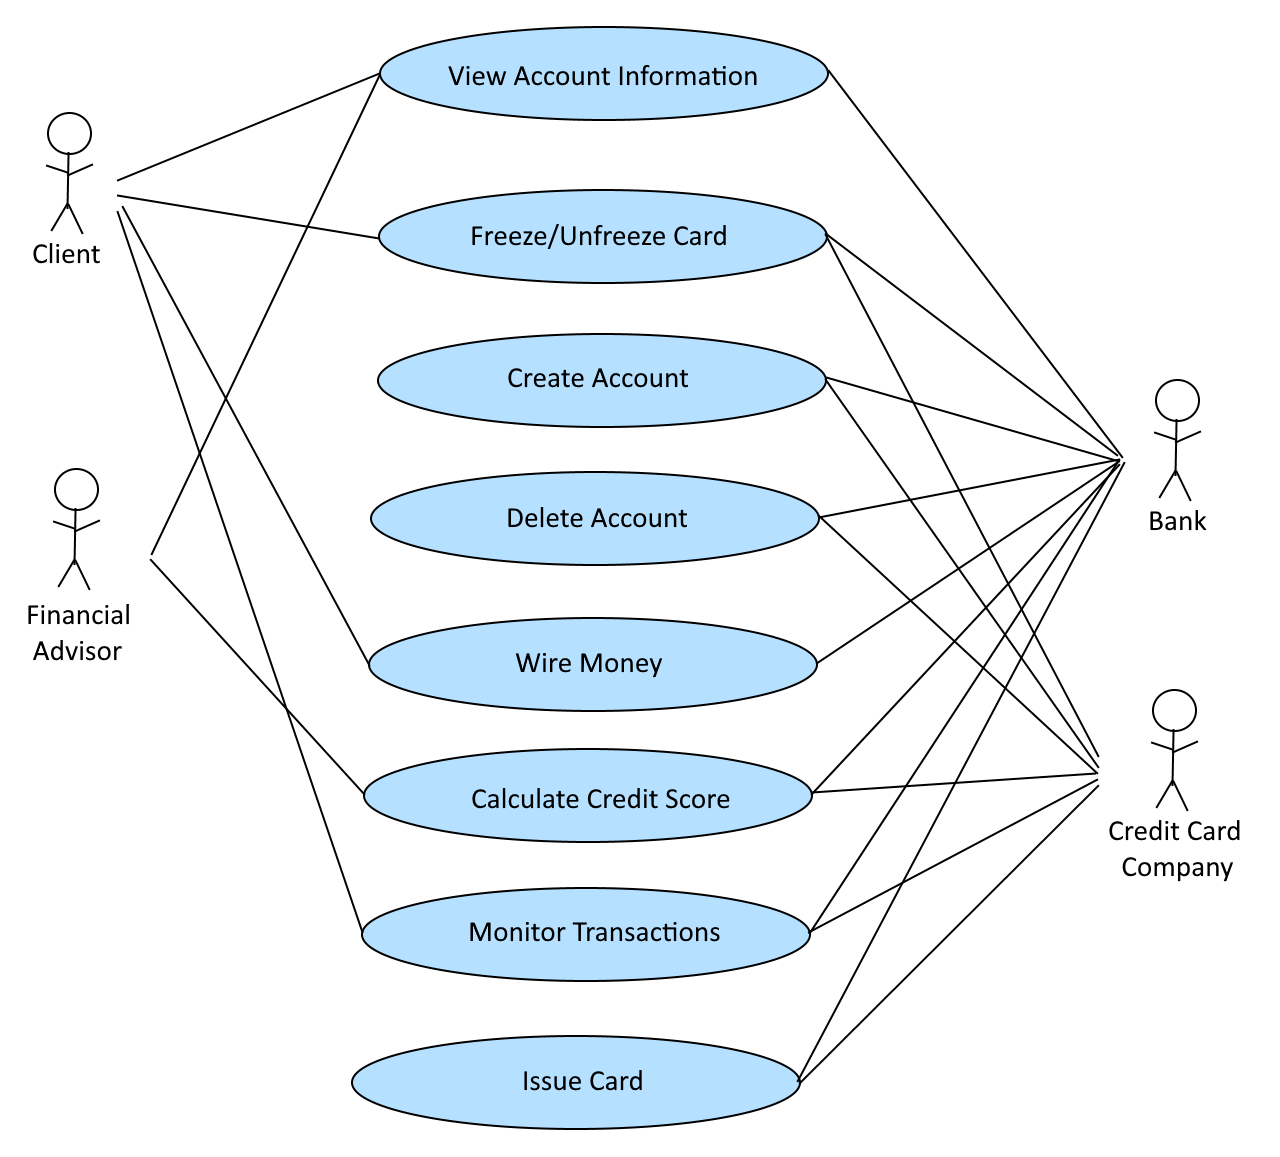 View Account Information
Client
Freeze/Unfreeze Card
Create Account
Delete Account
Bank
Financial
Advisor
Wire Money
Calculate Credit Score
Credit Card
Company
Monitor Transactions
Issue Card